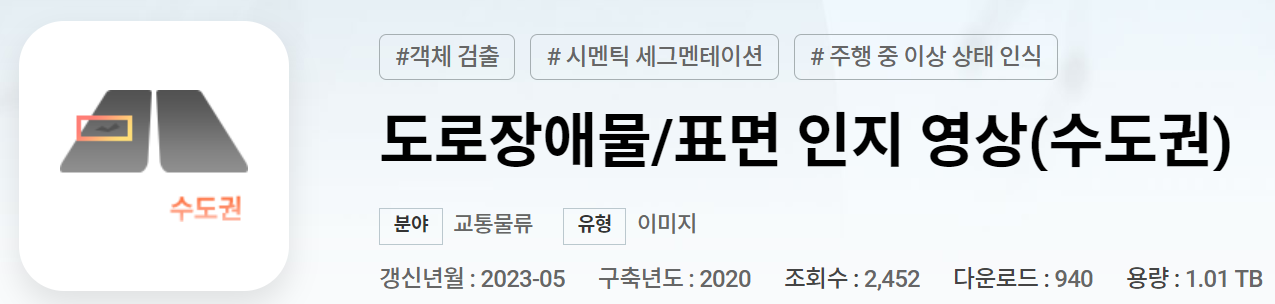 수도권
#객체 검출 # 시멘틱 세그멘테이션 # 주행 중 이상 상태 인식
도로장애물/표면 인지 영상(수도권)
분야 교통물류 유형 이미지
갱신년월 : 2023-05 구축년도 : 2020 조회수 : 2,452 다운로드 : 940 용량 : 1.01 TB